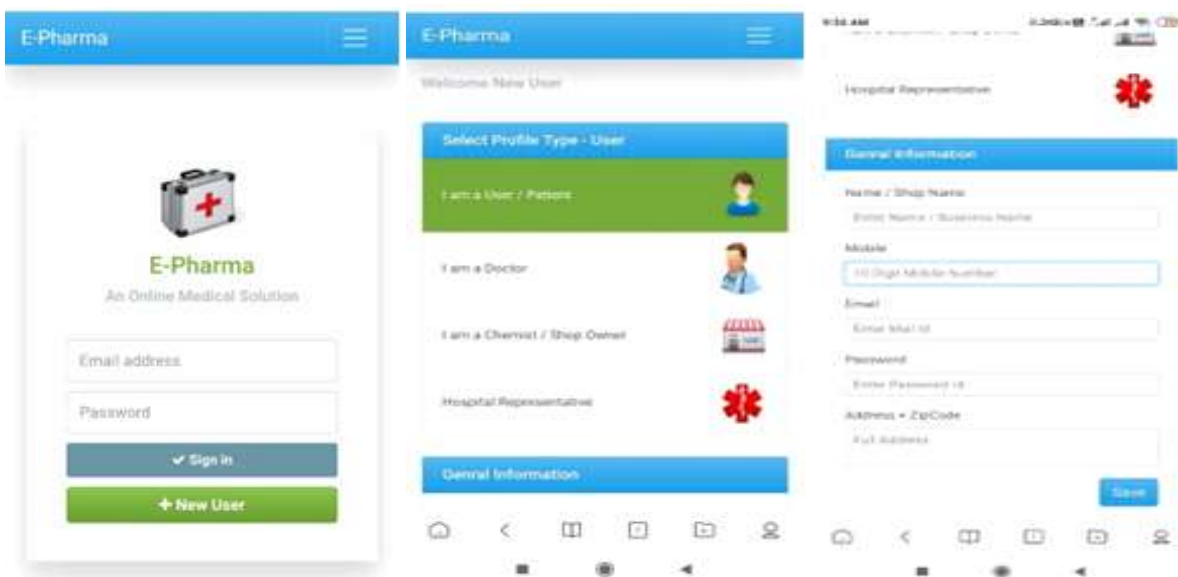 E-Pharma
E-Pharma
An Online Medical Solution
Email address
Password
✔ Sign in
+ New User
E-Pharma
Welcome New User
Select Profile Type - User
I am a User / Patient
I am a Doctor
I am a Chemist / Shop Owner
Hospital Representative
Genral Information
9:56 AM
Hospital Representative
Genral Information
Name / Shop Name
Enter Name / Business Name
Mobile
10 Digit Mobile Number
Email
Enter Mail Id
Password
Enter Password id
Address + ZipCode
Full Address
Save